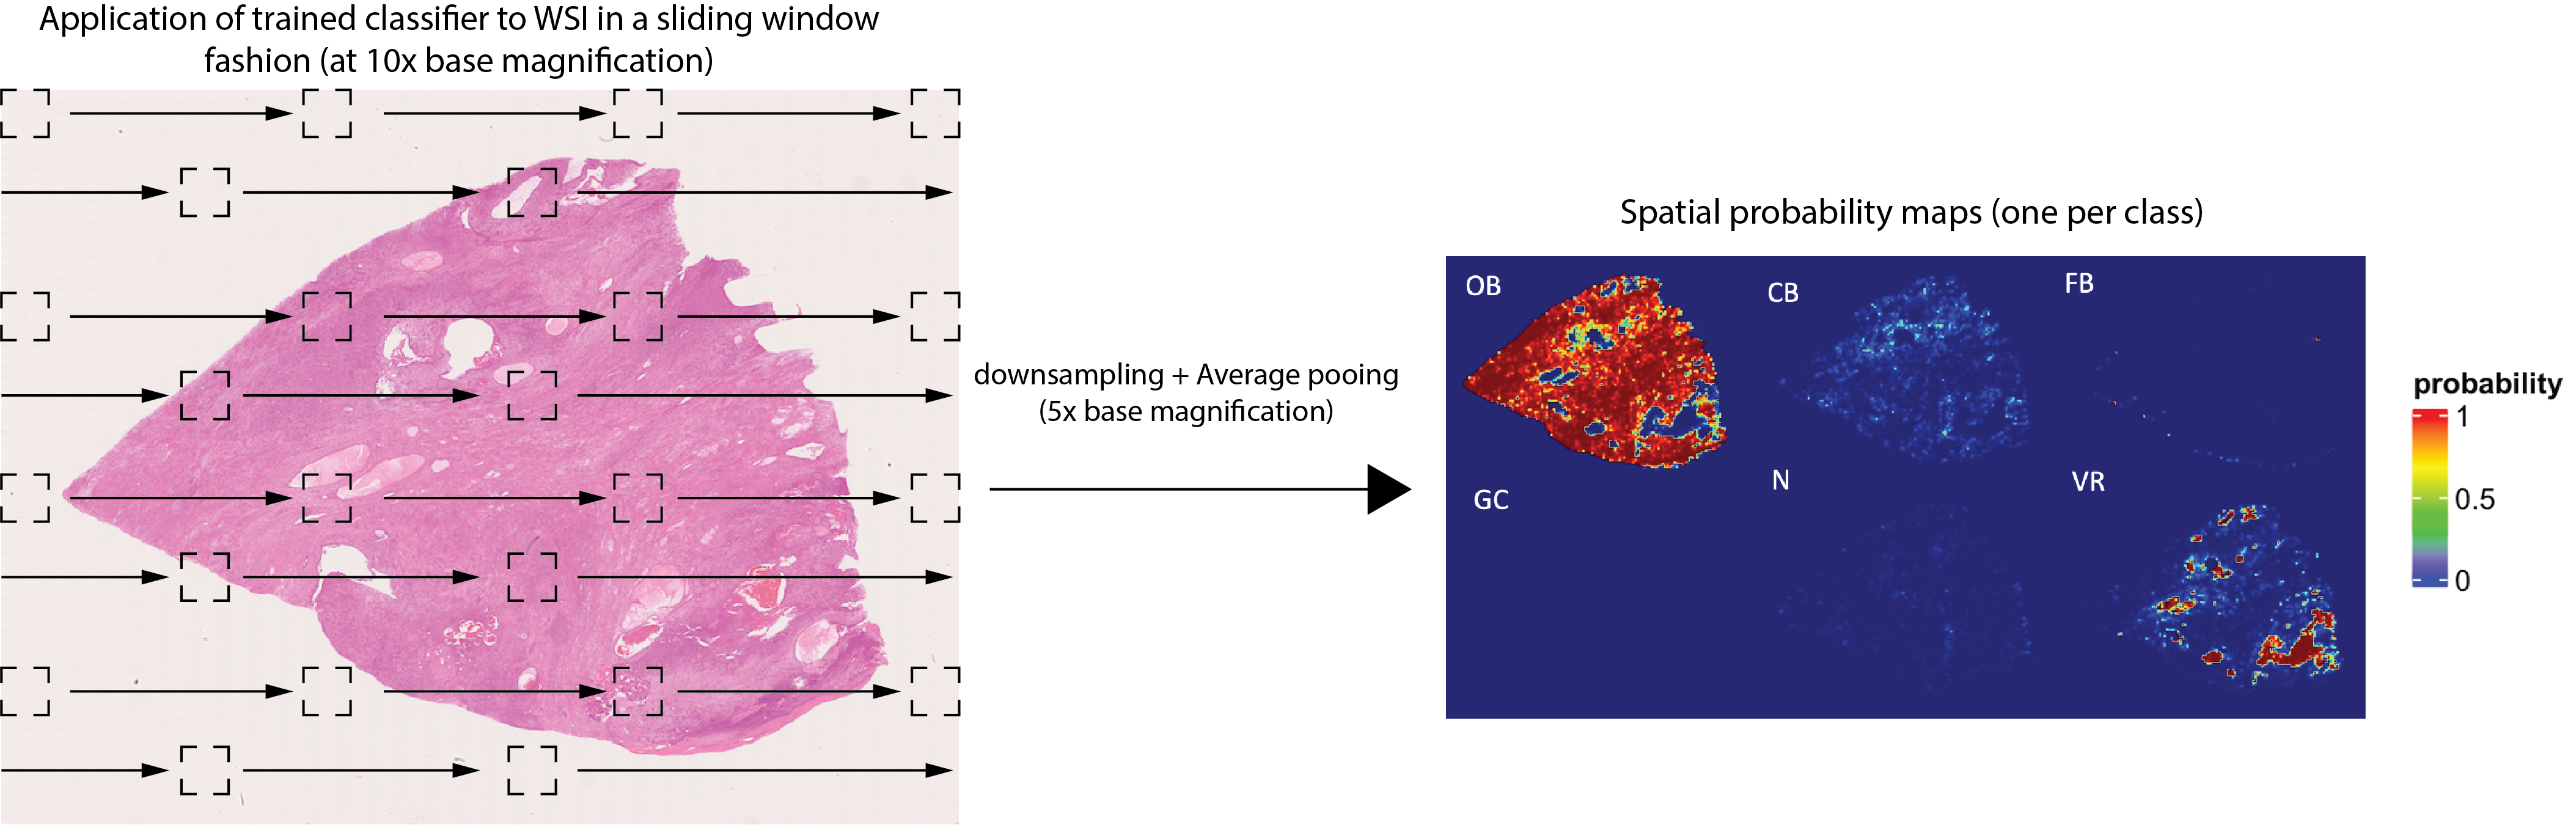 Application of trained classifier to WSI in a sliding window
fashion (at 10x base magnification)
downsampling + Average pooing
(5x base magnification)
Spatial probability maps (one per class)
OB
CB
FB
GC
N
VR
probability
1
0.5
0